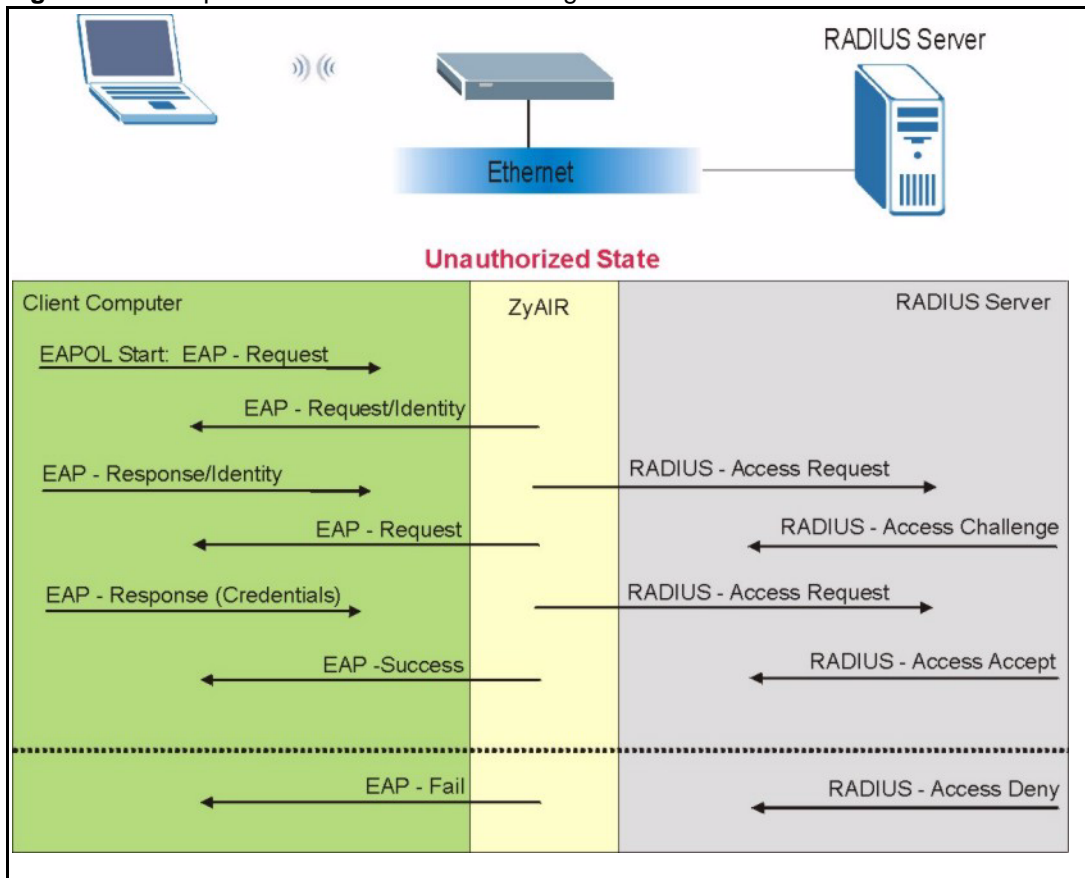 RADIUS Server
Ethernet
Unauthorized State
Client Computer
ZyAIR
RADIUS Server
EAPOL Start: EAP - Request
EAP - Request/Identity
EAP - Response/Identity
RADIUS - Access Request
EAP - Request
RADIUS - Access Challenge
EAP - Response (Credentials)
RADIUS - Access Request
EAP -Success
RADIUS - Access Accept
EAP - Fail
RADIUS - Access Deny